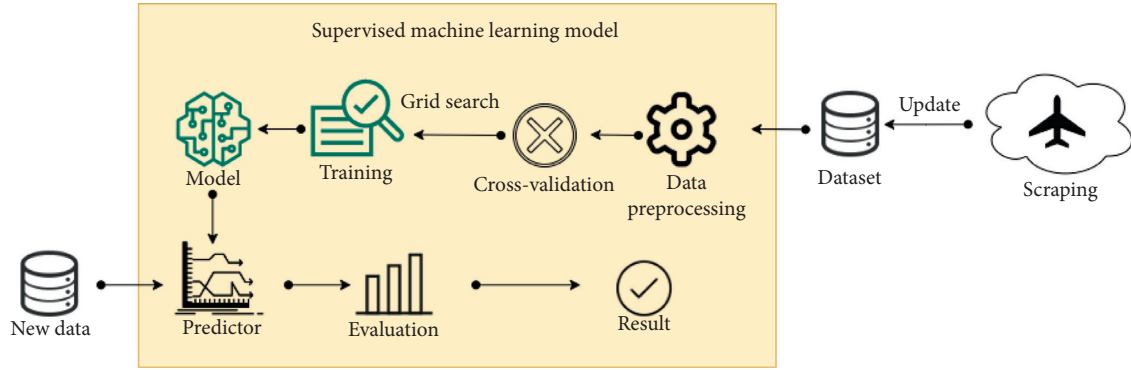 Supervised machine learning model
Grid search
Update
Model
Training
Cross-validation
Data
preprocessing
Dataset
Scraping
New data
Predictor
Evaluation
Result